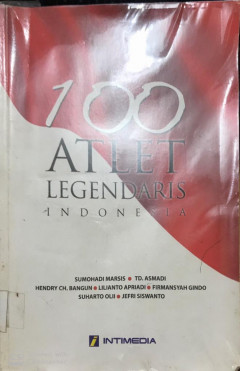 100
ATLET
LEGENDARIS
INDONESIA
SUMOHADI MARSIS • TD. ASMADI
HENDRY CH. BANGUN • LILIANTO APRIADI • FIRMANSYAH GINDO
SUHARTO OLII • JEFRI SISWANTO
INTIMEDIA